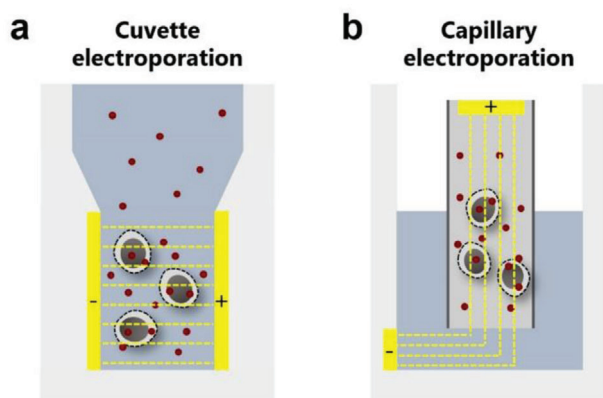 a
Cuvette
electroporation
-
+
b
Capillary
electroporation
+
-